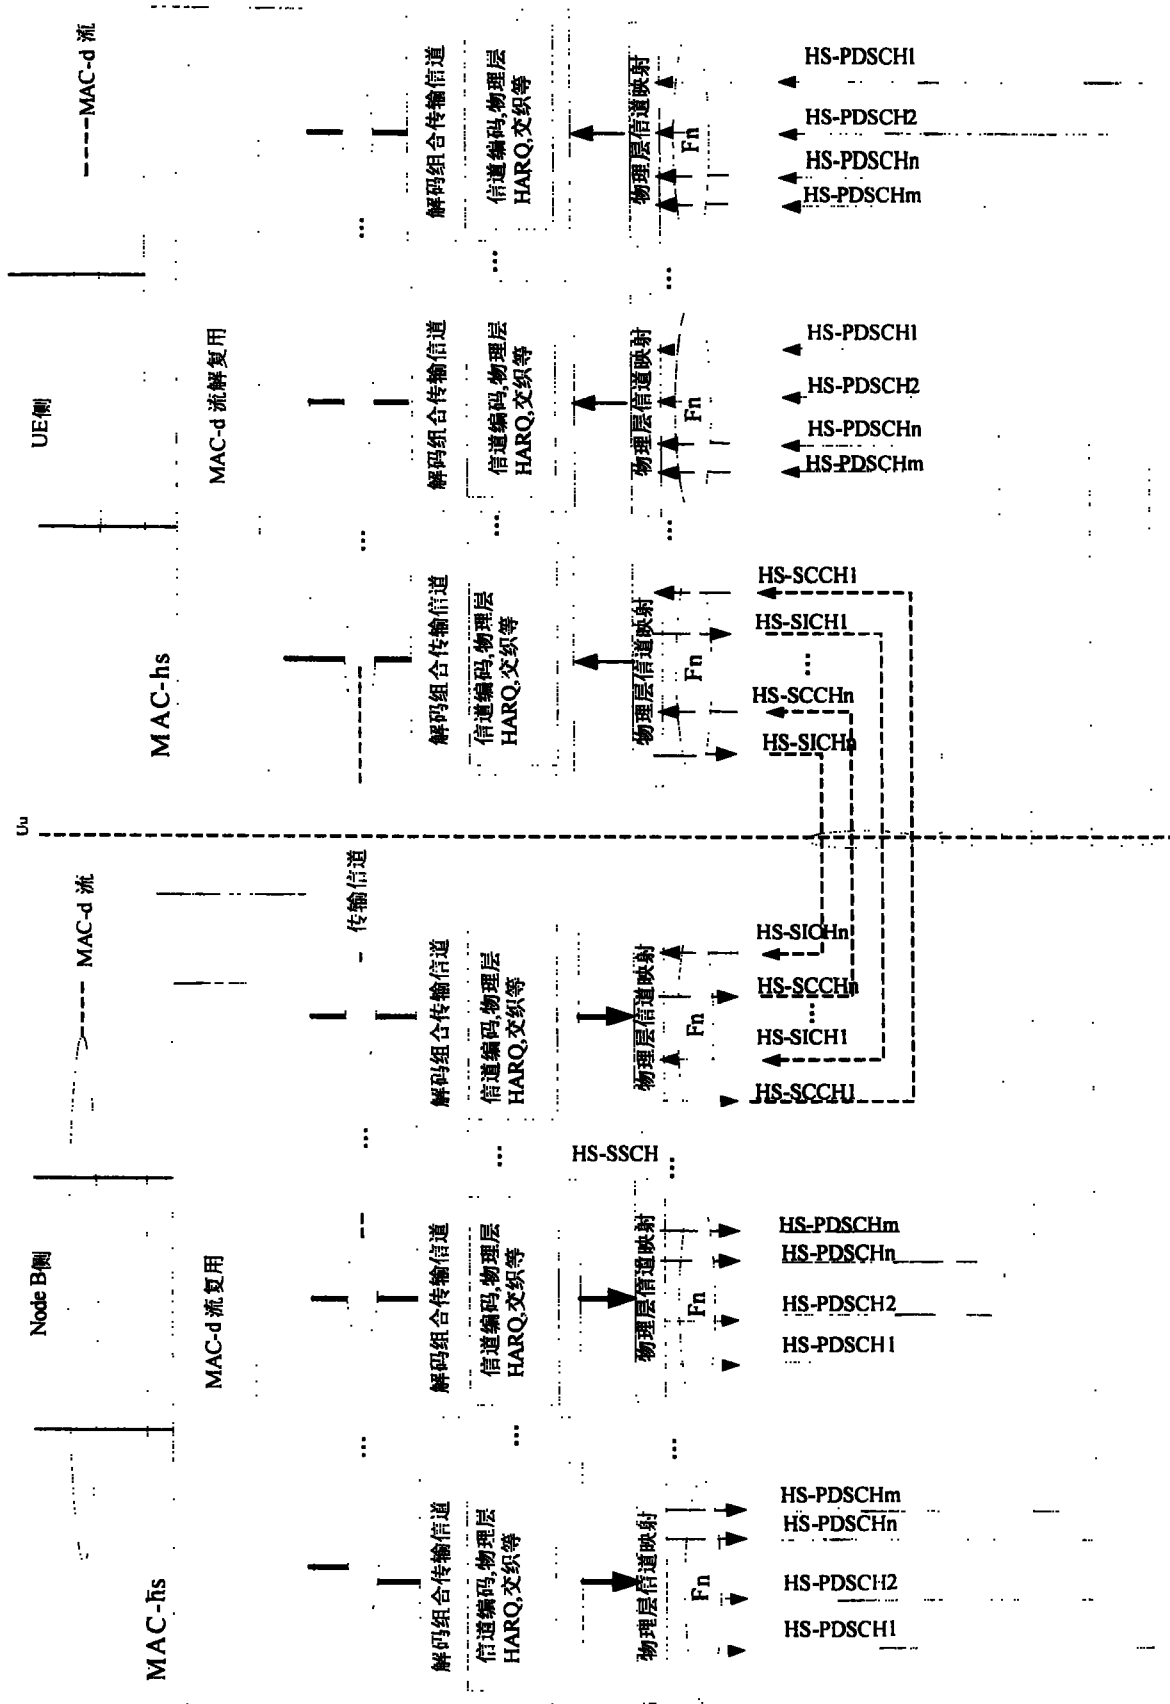 Node B侧
UE侧
MAC-d 流
MAC-d 流
MAC-hs
MAC-hs
MAC-d 流复用
MAC-d 流解复用
传输信道
...
...
...
...
解码组合传输信道
解码组合传输信道
解码组合传输信道
解码组合传输信道
解码组合传输信道
解码组合传输信道
信道编码,物理层
HARQ,交织等
...
信道编码,物理层
HARQ,交织等
...
信道编码,物理层
HARQ,交织等
信道编码,物理层
HARQ,交织等
...
信道编码,物理层
HARQ,交织等
...
信道编码,物理层
HARQ,交织等
HS-SSCH
物理层信道映射
...
物理层信道映射
...
物理层信道映射
物理层信道映射
...
物理层信道映射
...
物理层信道映射
Fn
Fn
Fn
Fn
Fn
Fn
HS-PDSCH1
HS-PDSCH2
HS-PDSCHn
HS-PDSCHm
HS-PDSCH1
HS-PDSCH2
HS-PDSCHn
HS-PDSCHm
HS-SCCH1
HS-SICH1
...
HS-SCCHn
HS-SICHn
HS-SICHn
HS-SCCHn
...
HS-SICH1
HS-SCCH1
HS-PDSCHm
HS-PDSCHn
HS-PDSCH2
HS-PDSCH1
HS-PDSCHm
HS-PDSCHn
HS-PDSCH2
HS-PDSCH1